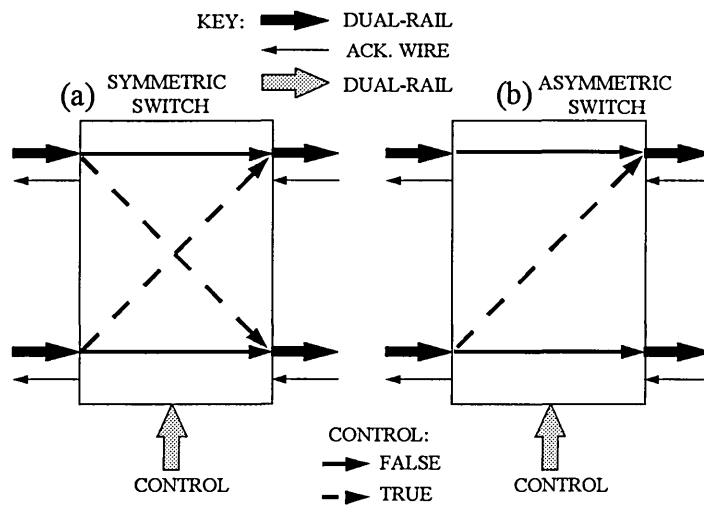 KEY: DUAL-RAIL
ACK. WIRE
DUAL-RAIL
(a) SYMMETRIC
SWITCH
(b) ASYMMETRIC
SWITCH
CONTROL
CONTROL
CONTROL:
FALSE
TRUE